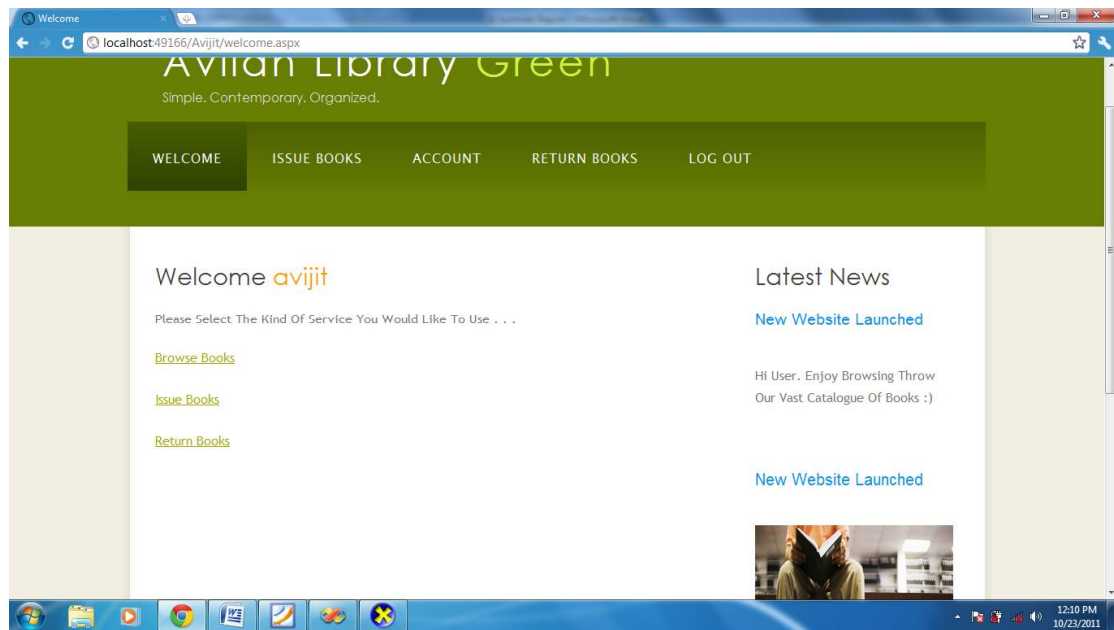 Welcome
localhost:49166/Avijit/welcome.aspx
Library Green
Simple. Contemporary. Organized.
WELCOME ISSUE BOOKS ACCOUNT RETURN BOOKS LOG OUT
Welcome avijit
Please Select The Kind Of Service You Would Like To Use . . .
Browse Books
Issue Books
Return Books
Latest News
New Website Launched
Hi User. Enjoy Browsing Throw
Our Vast Catalogue Of Books :)
New Website Launched
12:10 PM
10/23/2011